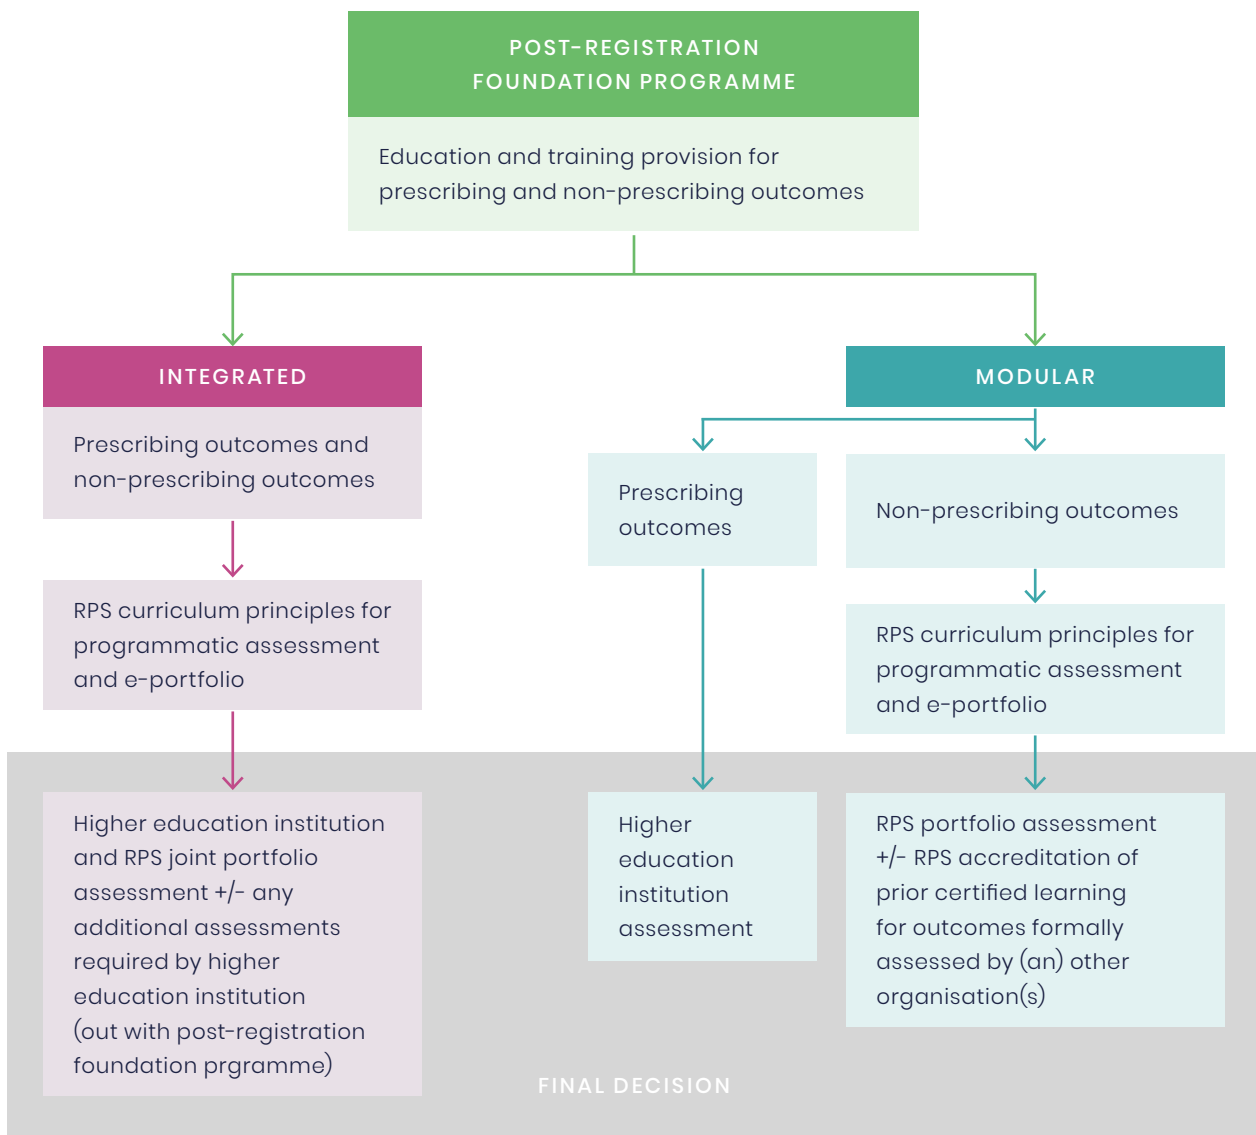 POST-REGISTRATION
FOUNDATION PROGRAMME
Education and training provision for
prescribing and non-prescribing outcomes
INTEGRATED
Prescribing outcomes and
non-prescribing outcomes
RPS curriculum principles for
programmatic assessment
and e-portfolio
Higher education institution
and RPS joint portfolio
assessment +/- any
additional assessments
required by higher
education institution
(out with post-registration
foundation prgramme)
MODULAR
Prescribing
outcomes
Higher
education
institution
assessment
Non-prescribing outcomes
RPS curriculum principles for
programmatic assessment
and e-portfolio
RPS portfolio assessment
+/- RPS accreditation of
prior certified learning
for outcomes formally
assessed by (an) other
organisation(s)
FINAL DECISION